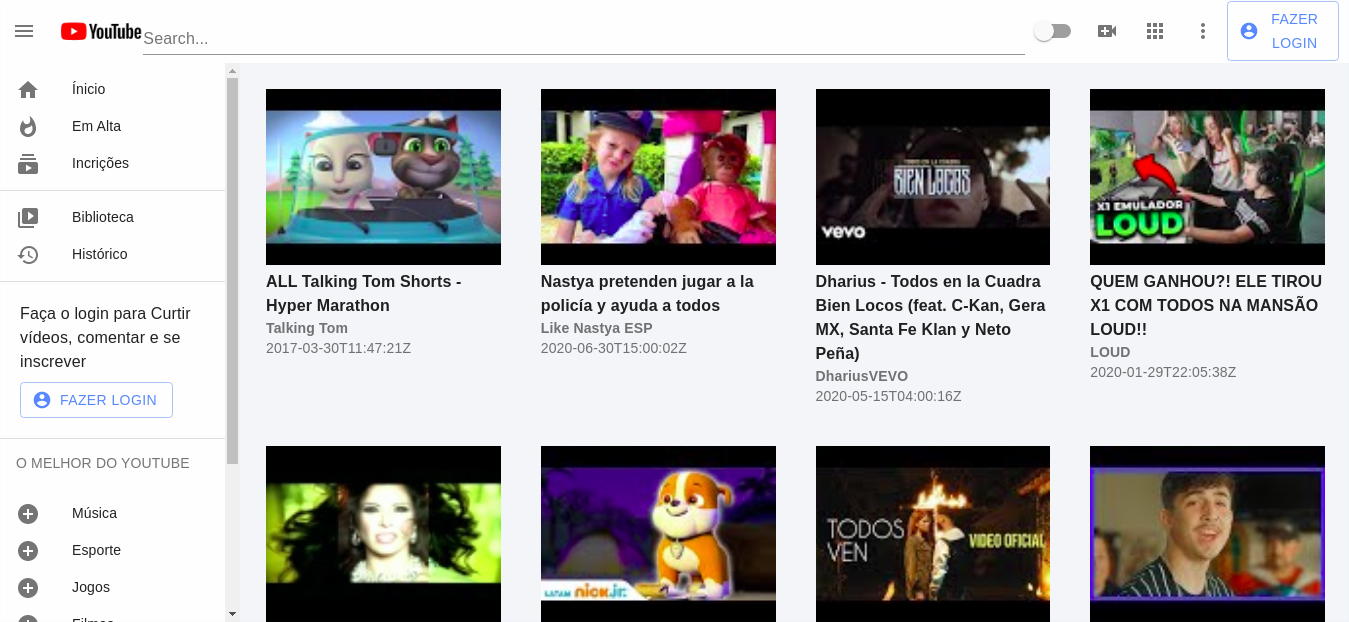 YouTube
Search...
FAZER
LOGIN
Ínicio
Em Alta
Incrições
Biblioteca
Histórico
Faça o login para Curtir
vídeos, comentar e se
inscrever
FAZER LOGIN
O MELHOR DO YOUTUBE
Música
Esporte
Jogos
Filmes
ALL Talking Tom Shorts -
Hyper Marathon
Talking Tom
2017-03-30T11:47:21Z
Nastya pretenden jugar a la
policía y ayuda a todos
Like Nastya ESP
2020-06-30T15:00:02Z
TODOS EN LA CUADRA
BIEN LOCOS
vevo
Dharius - Todos en la Cuadra
Bien Locos (feat. C-Kan, Gera
MX, Santa Fe Klan y Neto
Peña)
DhariusVEVO
2020-05-15T04:00:16Z
X1 EMULADOR
LOUD
QUEM GANHOU?! ELE TIROU
X1 COM TODOS NA MANSÃO
LOUD!!
LOUD
2020-01-29T22:05:38Z
LATAM nick jr.
TODOS
VEN
VIDEO OFICIAL